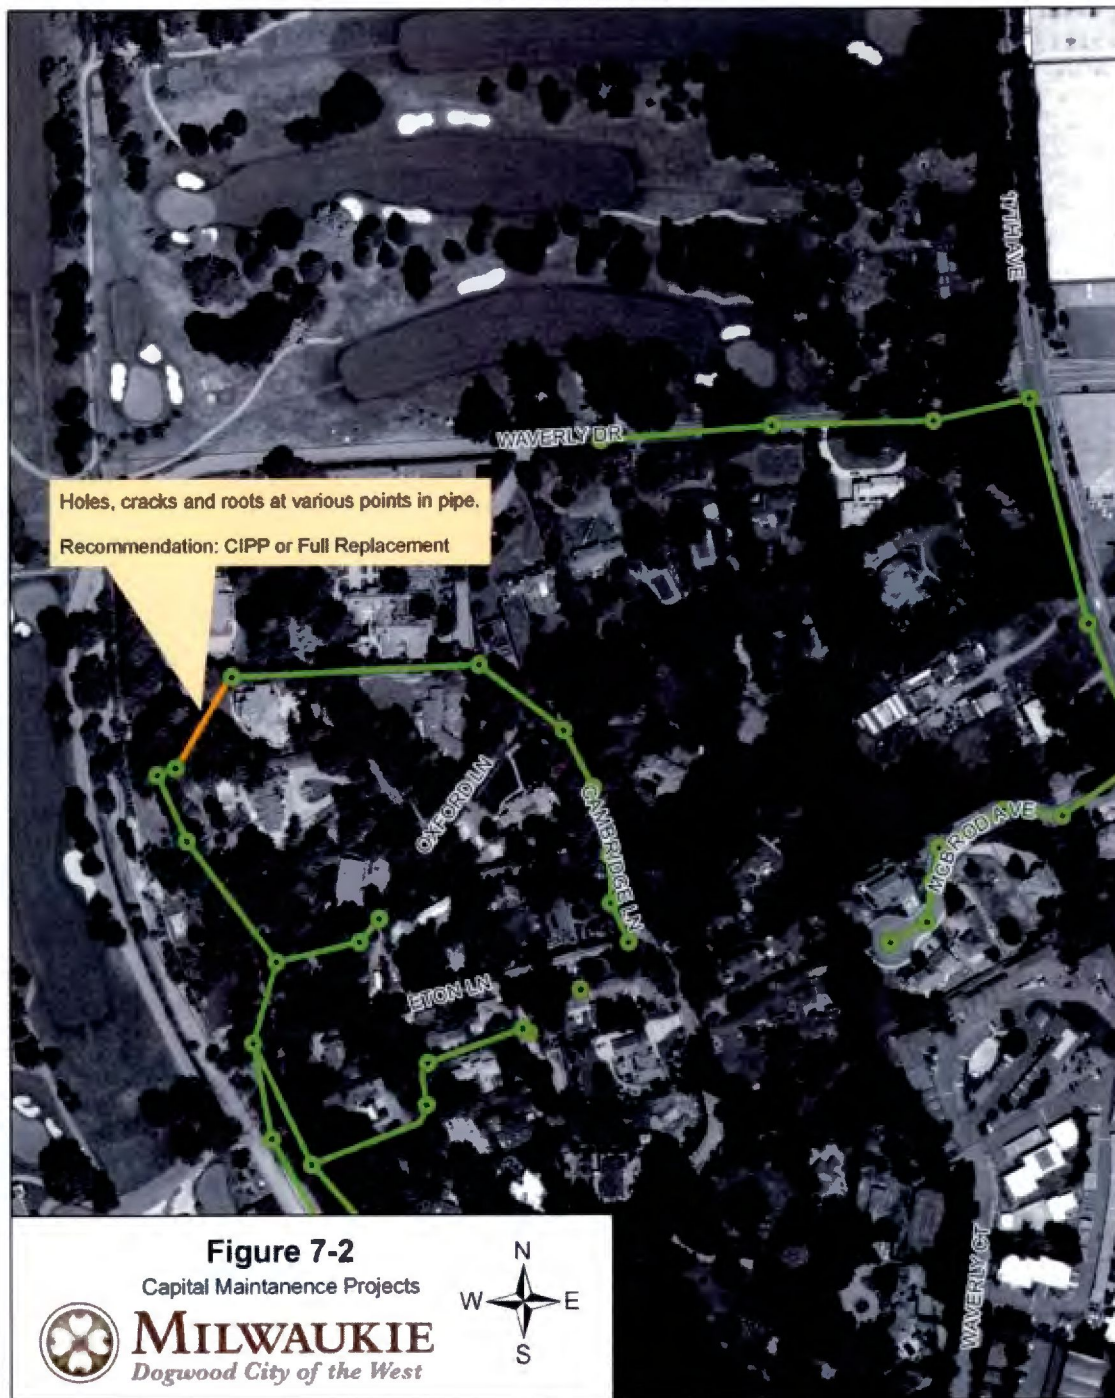 17TH AVE
WAVERLY DR
Holes, cracks and roots at various points in pipe.
Recommendation: CIPP or Full Replacement
OXFORD LN
CAMBRIDGE LN
MCBROD AVE
ETON LN
WAVERLY CT
Figure 7-2
Capital Maintanence Projects
MILWAUKIE
Dogwood City of the West
N
W E
S